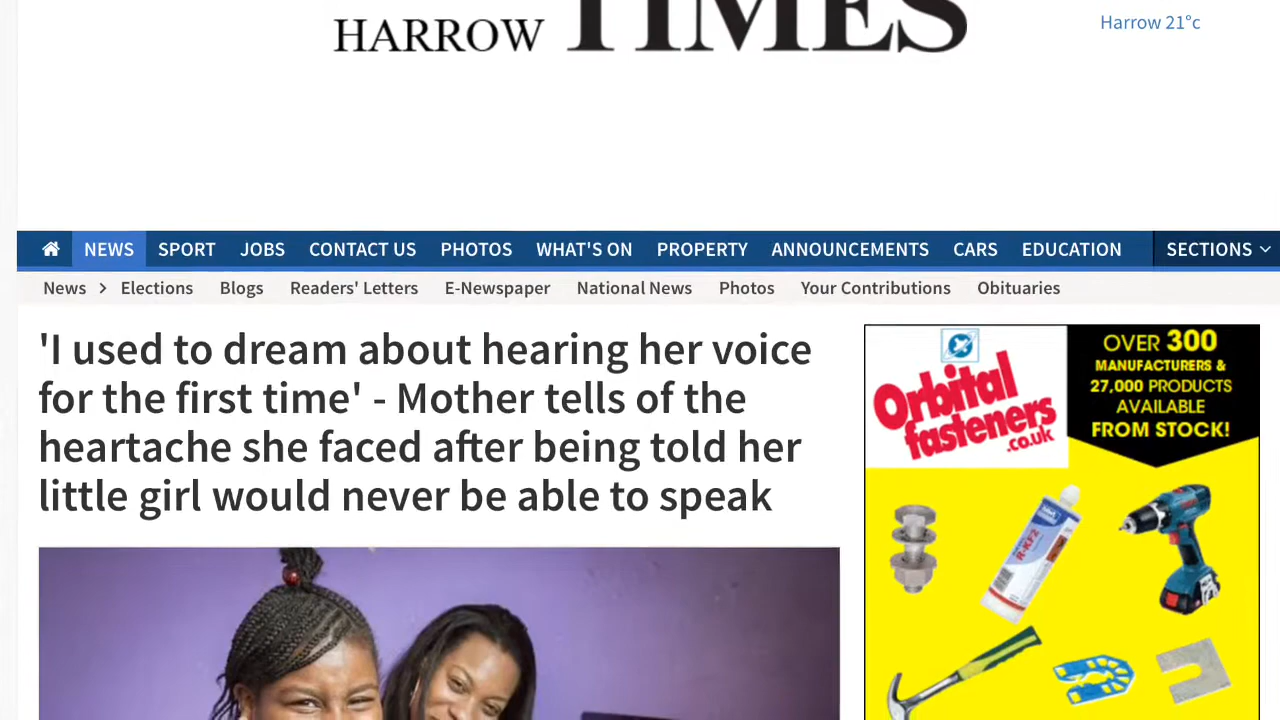 HARROW TIMES
Harrow 21°c
NEWS SPORT JOBS CONTACT US PHOTOS WHAT'S ON PROPERTY ANNOUNCEMENTS CARS EDUCATION SECTIONS
News > Elections Blogs Readers' Letters E-Newspaper National News Photos Your Contributions Obituaries
'I used to dream about hearing her voice
for the first time' - Mother tells of the
heartache she faced after being told her
little girl would never be able to speak
Orbital
fasteners
.co.uk
OVER 300
MANUFACTURERS &
27,000 PRODUCTS
AVAILABLE
FROM STOCK!
R-KF2